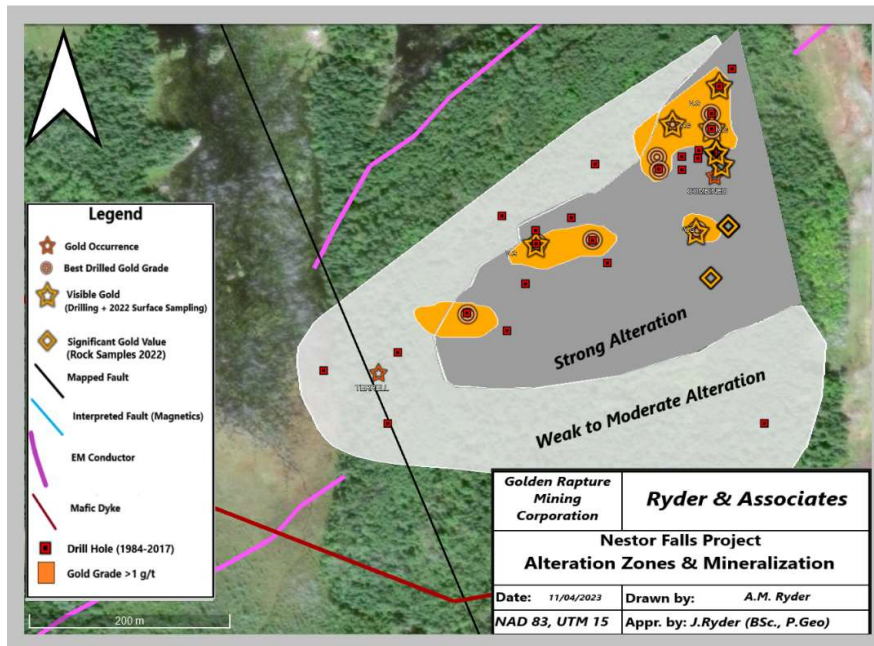 Legend
Gold Occurrence
Best Drilled Gold Grade
Visible Gold
(Drilling + 2022 Surface Sampling)
Significant Gold Value
(Rock Samples 2022)
Mapped Fault
Interpreted Fault (Magnetics)
EM Conductor
Mafic Dyke
Drill Hole (1984-2017)
Gold Grade >1 g/t
200 m
Strong Alteration
Weak to Moderate Alteration
Golden Rapture
Mining
Corporation
Ryder & Associates
Nestor Falls Project
Alteration Zones & Mineralization
Date: 11/04/2023
Drawn by: A.M. Ryder
NAD 83, UTM 15
Appr. by: J.Ryder (BSc., P.Geo)